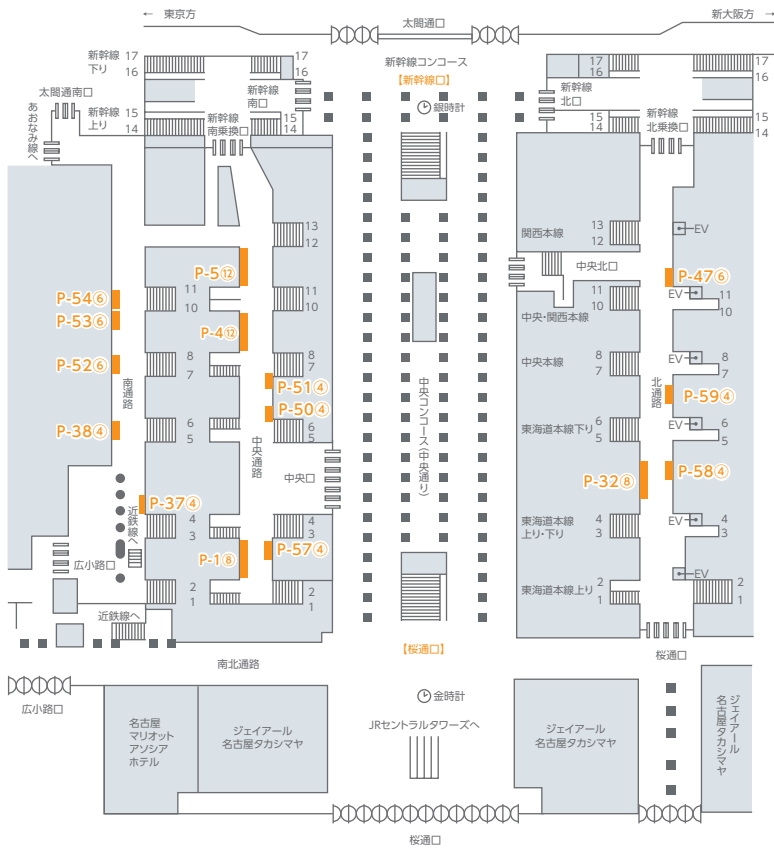 ← 東京方
太閤通口
新大阪方 →
新幹線
下り
17
16
17
16
新幹線コンコース
【新幹線口】
17
16
太閤通南口
新幹線
南口
新幹線
北口
あおなみ線へ
新幹線
上り
15
14
新幹線
南乗換口
15
14
銀時計
15
14
新幹線
北乗換口
15
14
13
12
関西本線
13
12
EV
中央北口
P-5⑫
P-47⑥
P-54⑥
11
10
11
10
11
10
EV
11
10
P-53⑥
P-4⑫
中央・関西本線
P-52⑥
8
7
8
7
中央本線
8
7
EV
8
7
南通路
P-51④
中央コンコース(中央通り)
北通路
P-59④
P-50④
P-38④
6
5
中央通路
6
5
東海道本線下り
6
5
EV
6
5
中央口
P-58④
P-32⑧
P-37④
近鉄線へ
4
3
4
3
東海道本線
上り・下り
4
3
EV
4
3
P-57④
P-1⑧
広小路口
EV
2
1
2
1
東海道本線上り
2
1
2
1
近鉄線へ
【桜通口】
桜通口
南北通路
広小路口
金時計
JRセントラルタワーズへ
名古屋
マリオット
アソシア
ホテル
ジェイアール
名古屋タカシマヤ
ジェイアール
名古屋タカシマヤ
ジェイアール
名古屋タカシマヤ
桜通口